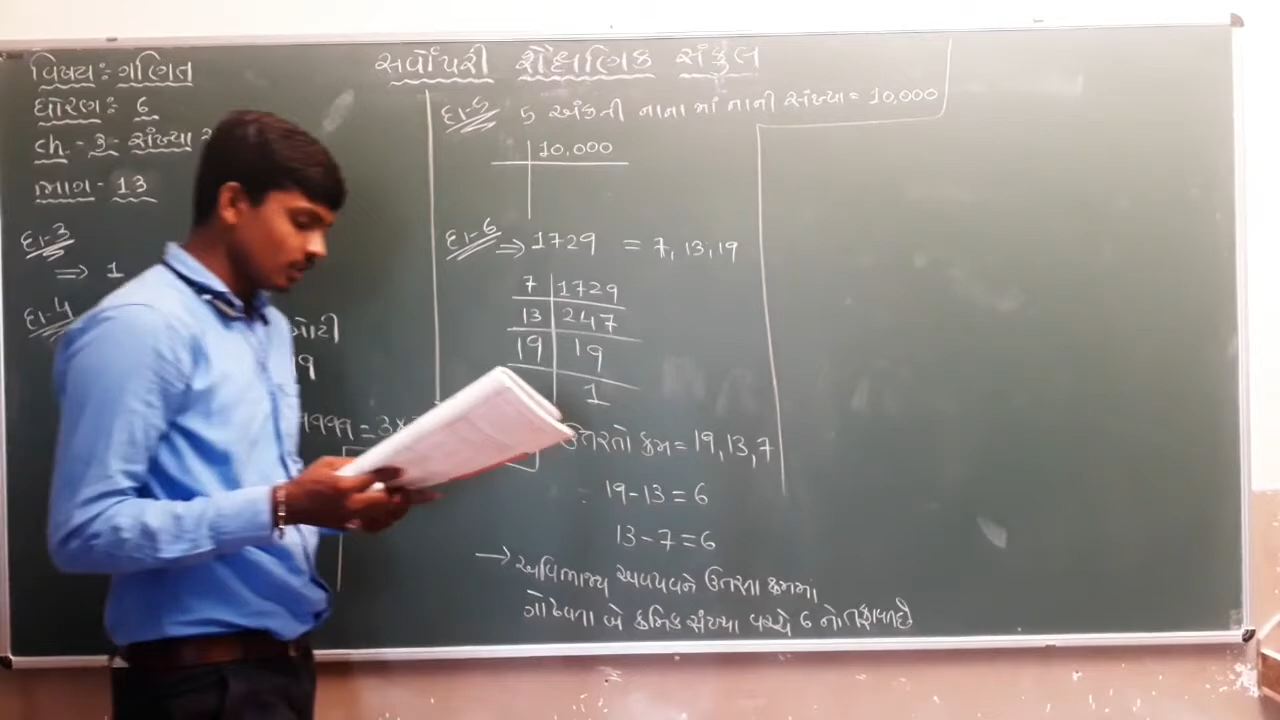 સર્વોપરી શૈક્ષણિક સંકુલ
વિષય:- ગણિત
ધોરણ:- 6
ch.- 3- સંખ્યા
ભાગ- 13
દા-3
⇒ 1
દા-4
મોટી
9999 = 3×
દા-5 5 અંકની નાના માં નાની સંખ્યા = 10,000
10,000
દા-6 ⇒ 1729 = 7, 13, 19
7 | 1729
13 | 247
19 | 19
1
ઉતરતો ક્રમ = 19, 13, 7
19 - 13 = 6
13 - 7 = 6
→ અવિભાજ્ય અવયવને ઉતરતા ક્રમમાં
ગોઠવતા બે ક્રમિક સંખ્યા વચ્ચે 6 નો તફાવત છે